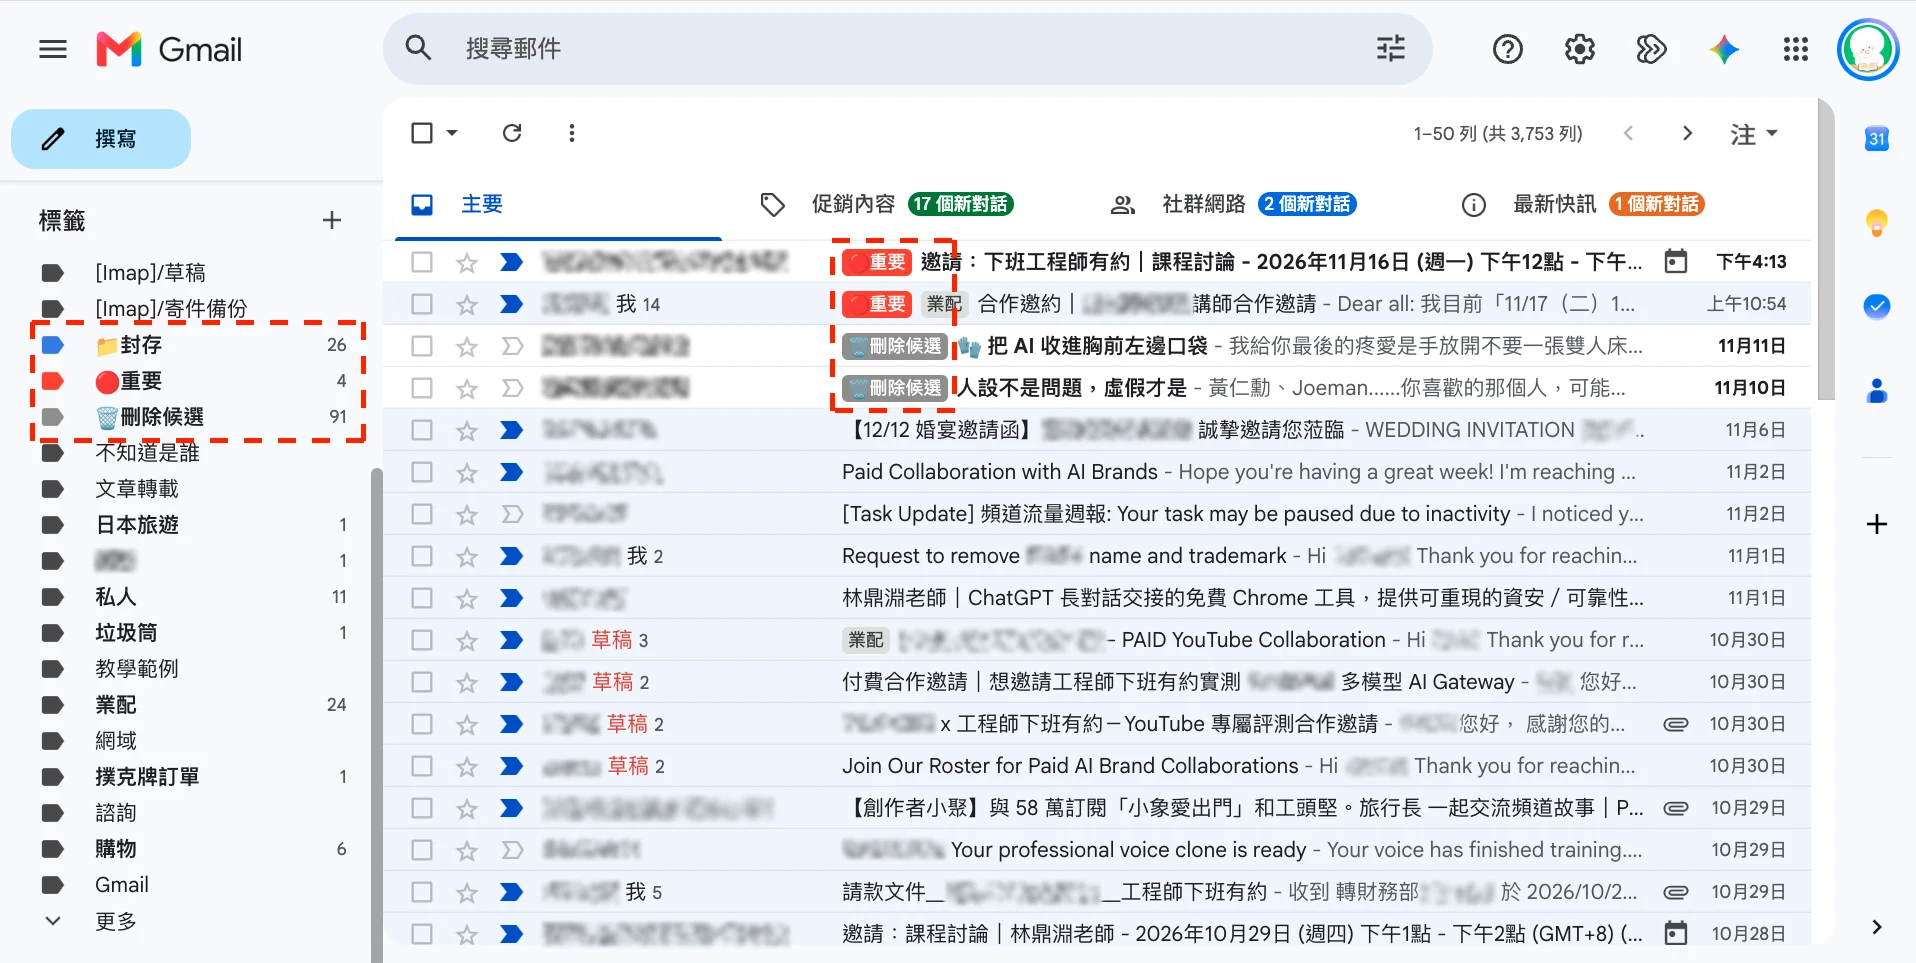 Gmail
搜尋郵件
撰寫
標籤
[Imap]/草稿
[Imap]/寄件備份
📁封存 26
🔴重要 4
🗑️刪除候選 91
不知道是誰
文章轉載
日本旅遊 1
1
私人 11
垃圾筒 1
教學範例
業配 24
網域
撲克牌訂單 1
諮詢
購物 6
Gmail
更多
1–50 列 (共 3,753 列)
注
31
主要
促銷內容 17 個新對話
社群網路 2 個新對話
最新快訊 1 個新對話
🔴重要 邀請：下班工程師有約｜課程討論 - 2026年11月16日 (週一) 下午12點 - 下午... 下午4:13
我 14 🔴重要 業配 合作邀約｜ 講師合作邀請 - Dear all: 我目前「11/17（二）1... 上午10:54
🗑️刪除候選 🧤 把 AI 收進胸前左邊口袋 - 我給你最後的疼愛是手放開不要一張雙人床... 11月11日
🗑️刪除候選 人設不是問題，虛假才是 - 黃仁勳、Joeman......你喜歡的那個人，可能... 11月10日
【12/12 婚宴邀請函】 誠摯邀請您蒞臨 - WEDDING INVITATION .. 11月6日
Paid Collaboration with AI Brands - Hope you're having a great week! I'm reaching ... 11月2日
[Task Update] 頻道流量週報: Your task may be paused due to inactivity - I noticed y... 11月2日
我 2 Request to remove name and trademark - Hi Thank you for reachin... 11月1日
林鼎淵老師｜ChatGPT 長對話交接的免費 Chrome 工具，提供可重現的資安 / 可靠性... 11月1日
草稿 3 業配 - PAID YouTube Collaboration - Hi Thank you for r... 10月30日
草稿 2 付費合作邀請｜想邀請工程師下班有約實測 多模型 AI Gateway - 您好... 10月30日
草稿 2 x 工程師下班有約－YouTube 專屬評測合作邀請 - 您好， 感謝您的... 10月30日
草稿 2 Join Our Roster for Paid AI Brand Collaborations - Hi Thank you for reachin... 10月30日
【創作者小聚】與 58 萬訂閱「小象愛出門」和工頭堅。旅行長 一起交流頻道故事｜P... 10月29日
Your professional voice clone is ready - Your voice has finished training.... 10月29日
我 5 請款文件__ __工程師下班有約 - 收到 轉財務部 於 2026/10/2... 10月29日
邀請：課程討論｜林鼎淵老師 - 2026年10月29日 (週四) 下午1點 - 下午2點 (GMT+8) (... 10月28日